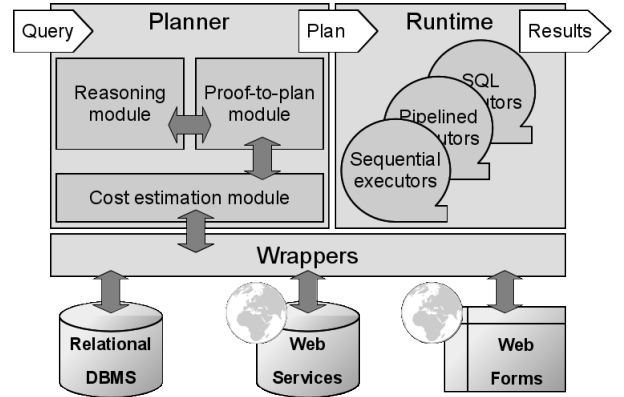 Planner
Runtime
Query
Plan
Results
Reasoning
module
Proof-to-plan
module
Cost estimation module
SQL
Pipelined
Sequential
executors
Wrappers
Relational
DBMS
Web
Services
Web
Forms